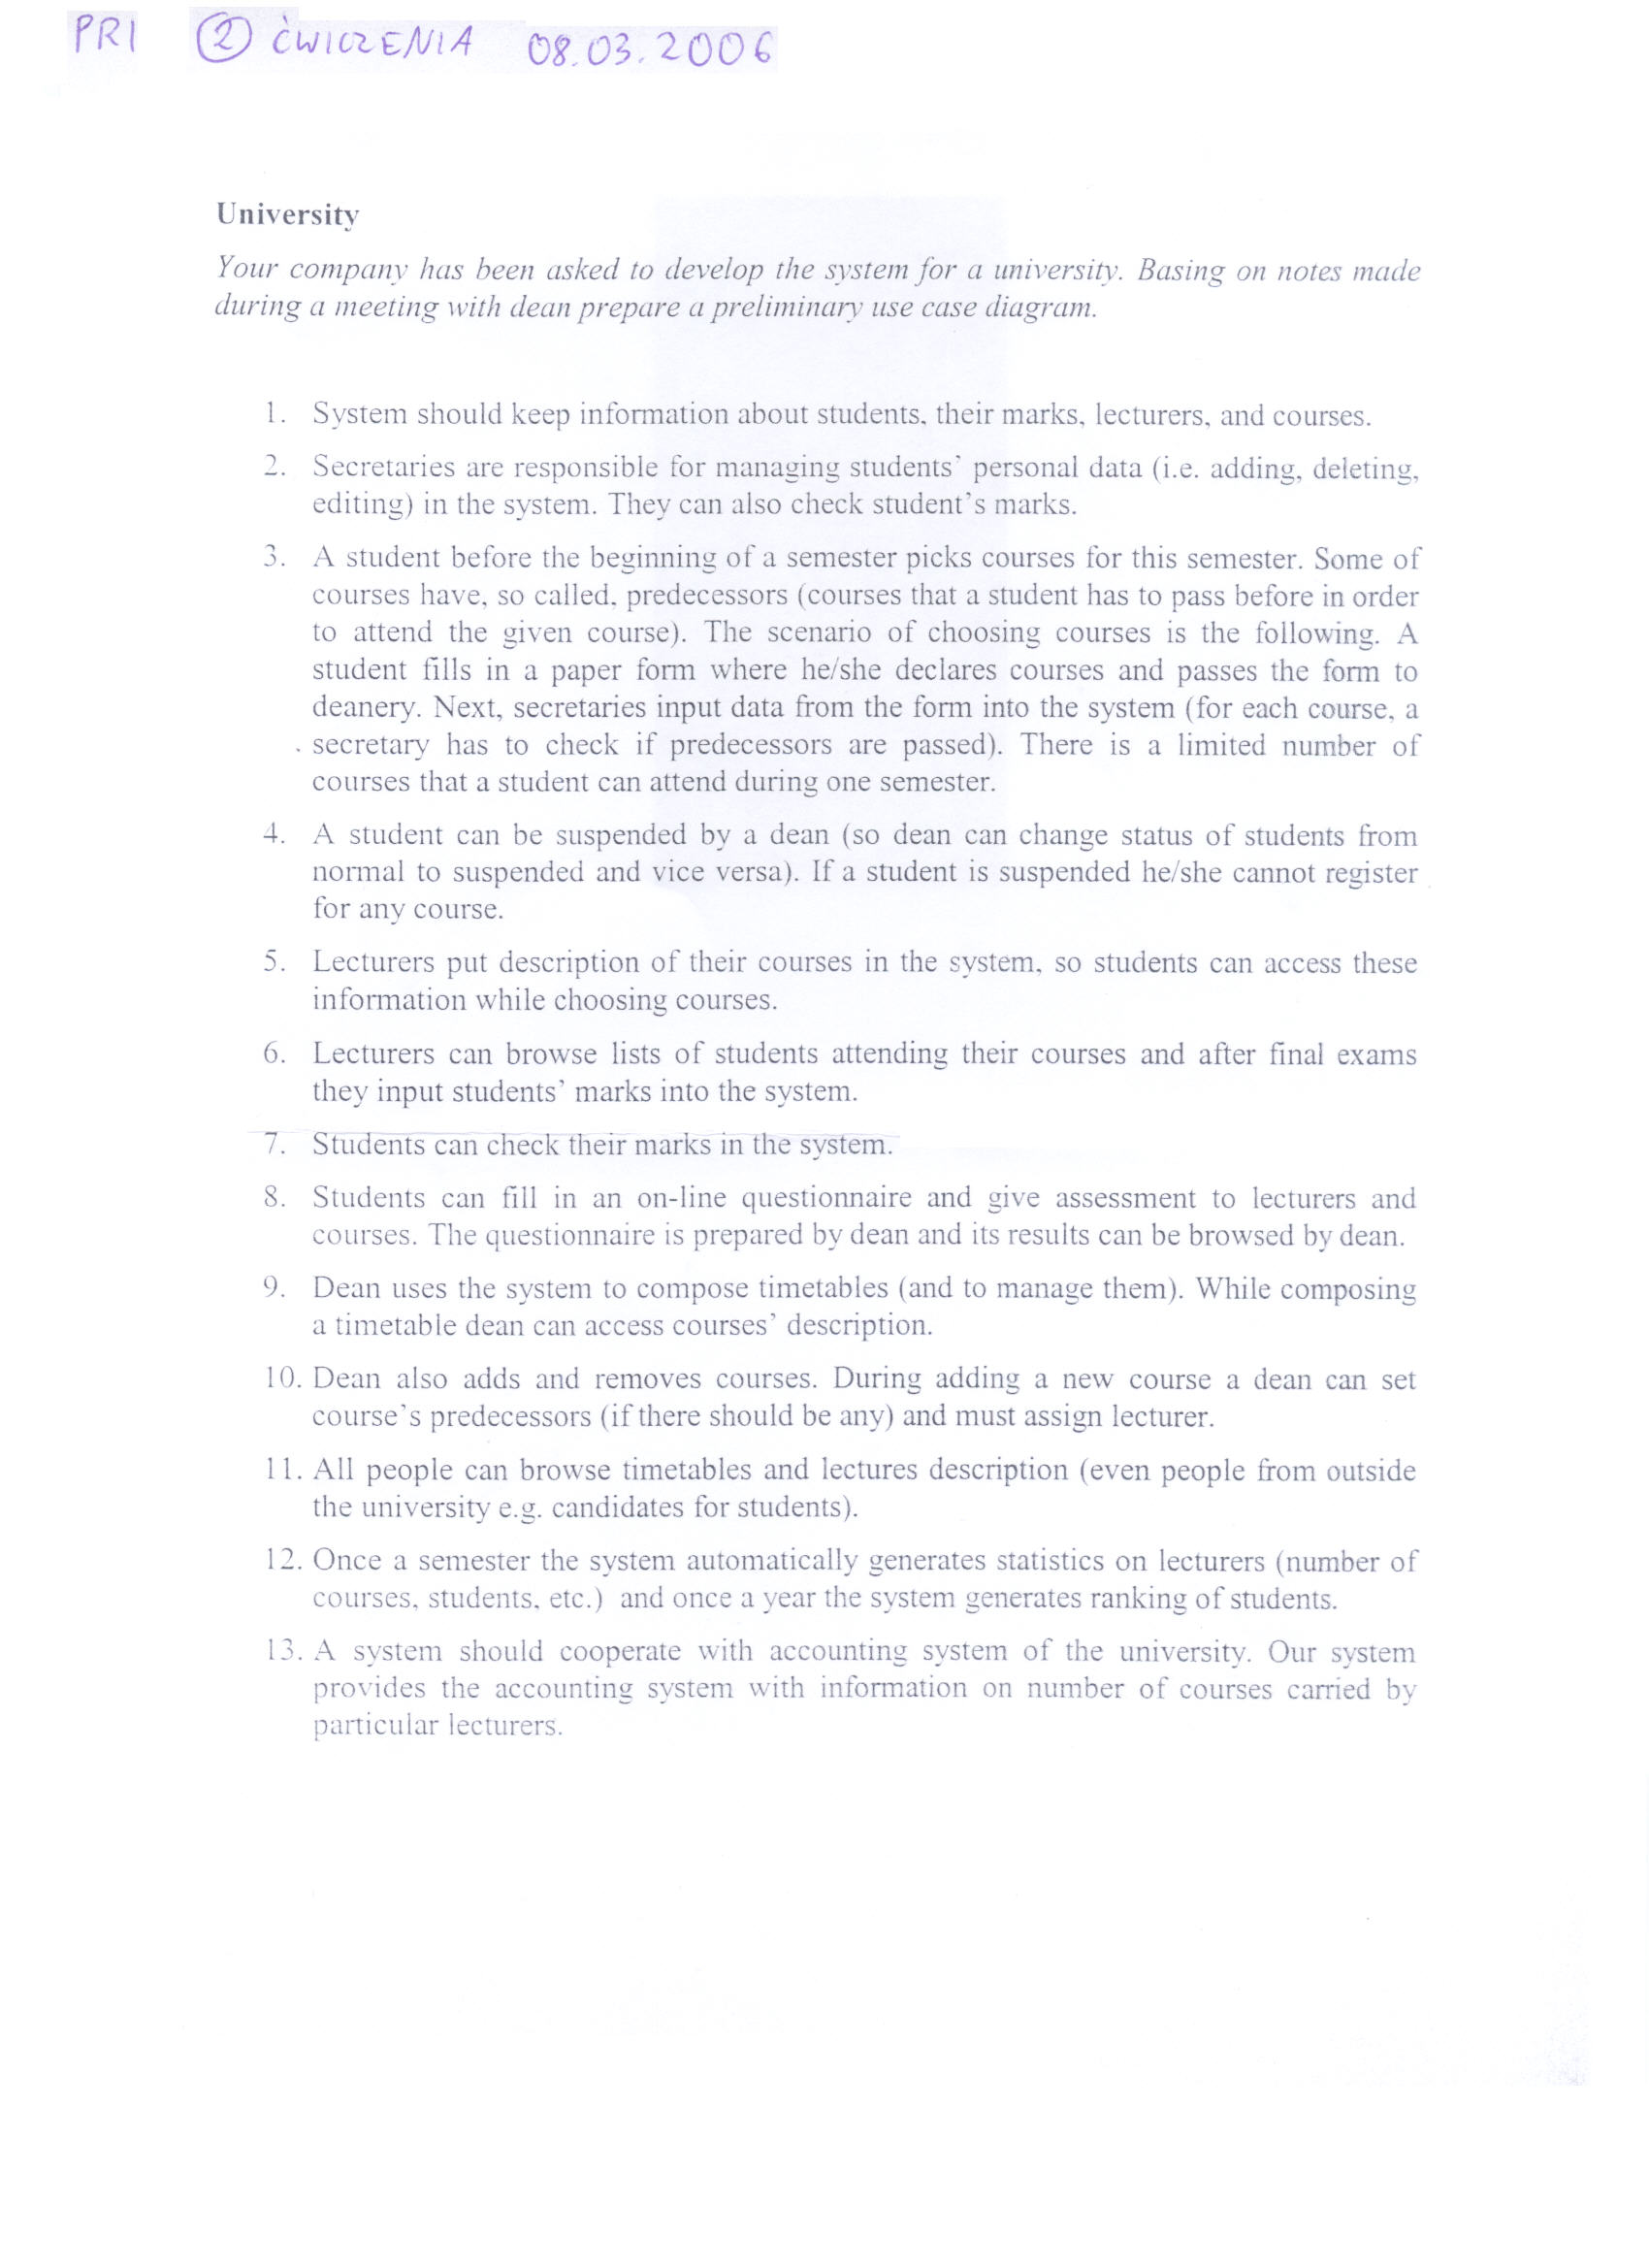 PRI ② ĆWICZENIA 08.03.2006
University
Your company has been asked to develop the system for a university. Basing on notes made
during a meeting with dean prepare a preliminary use case diagram.
1. System should keep information about students, their marks, lecturers, and courses.
2. Secretaries are responsible for managing students' personal data (i.e. adding, deleting,
editing) in the system. They can also check student's marks.
3. A student before the beginning of a semester picks courses for this semester. Some of
courses have, so called, predecessors (courses that a student has to pass before in order
to attend the given course). The scenario of choosing courses is the following. A
student fills in a paper form where he/she declares courses and passes the form to
deanery. Next, secretaries input data from the form into the system (for each course, a
secretary has to check if predecessors are passed). There is a limited number of
courses that a student can attend during one semester.
4. A student can be suspended by a dean (so dean can change status of students from
normal to suspended and vice versa). If a student is suspended he/she cannot register
for any course.
5. Lecturers put description of their courses in the system, so students can access these
information while choosing courses.
6. Lecturers can browse lists of students attending their courses and after final exams
they input students' marks into the system.
7. Students can check their marks in the system.
8. Students can fill in an on-line questionnaire and give assessment to lecturers and
courses. The questionnaire is prepared by dean and its results can be browsed by dean.
9. Dean uses the system to compose timetables (and to manage them). While composing
a timetable dean can access courses' description.
10. Dean also adds and removes courses. During adding a new course a dean can set
course's predecessors (if there should be any) and must assign lecturer.
11. All people can browse timetables and lectures description (even people from outside
the university e.g. candidates for students).
12. Once a semester the system automatically generates statistics on lecturers (number of
courses, students, etc.) and once a year the system generates ranking of students.
13. A system should cooperate with accounting system of the university. Our system
provides the accounting system with information on number of courses carried by
particular lecturers.